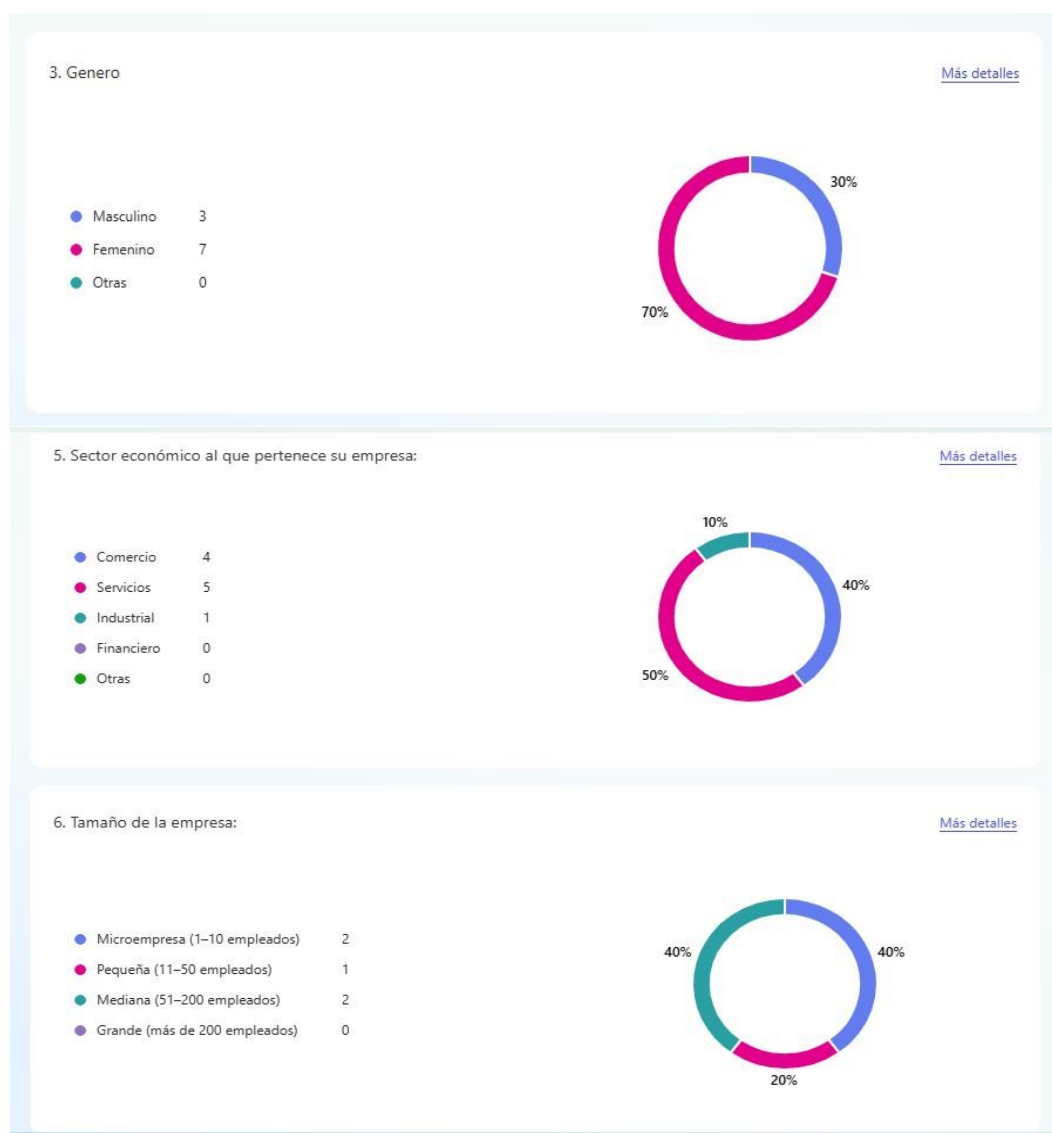 3. Genero
Más detalles
30%
Masculino 3
Femenino 7
Otras 0
70%
5. Sector económico al que pertenece su empresa:
Más detalles
10%
Comercio 4
40%
Servicios 5
Industrial 1
Financiero 0
50%
Otras 0
6. Tamaño de la empresa:
Más detalles
Microempresa (1–10 empleados) 2
40%
40%
Pequeña (11–50 empleados) 1
Mediana (51–200 empleados) 2
Grande (más de 200 empleados) 0
20%